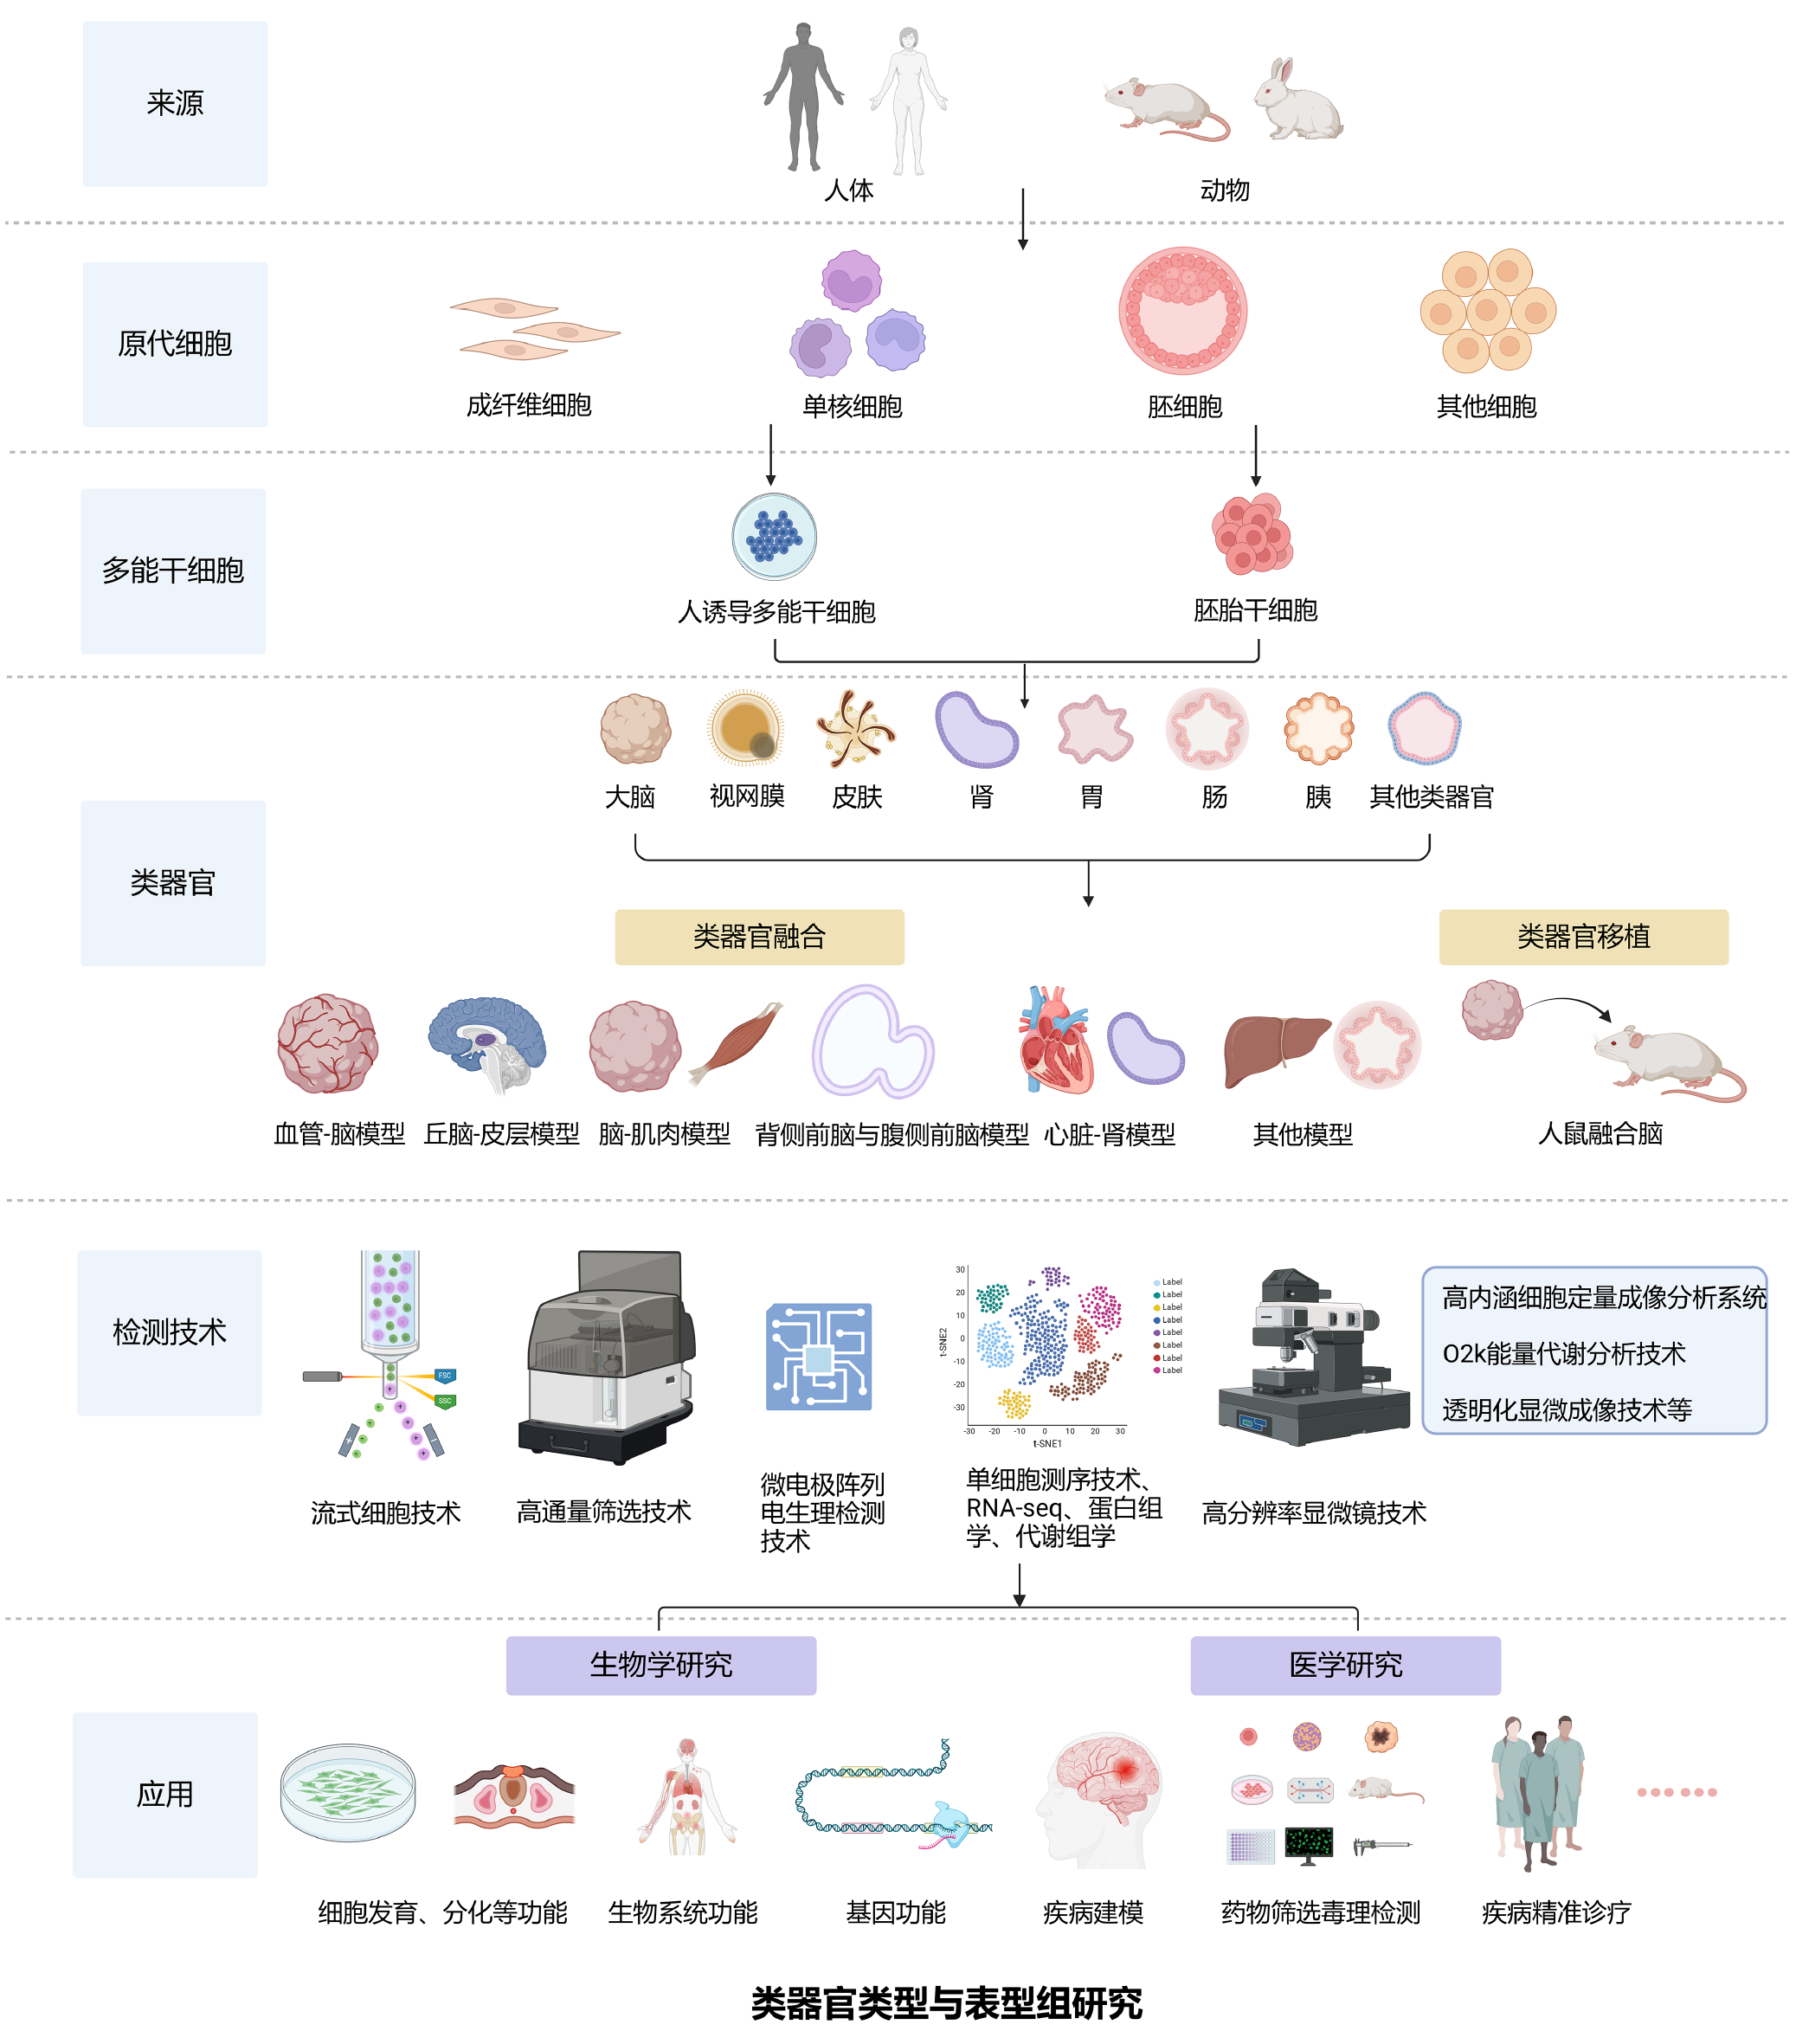 来源
人体
动物
原代细胞
成纤维细胞
单核细胞
胚细胞
其他细胞
多能干细胞
人诱导多能干细胞
胚胎干细胞
大脑
视网膜
皮肤
肾
胃
肠
胰
其他类器官
类器官
类器官融合
类器官移植
血管-脑模型
丘脑-皮层模型
脑-肌肉模型
背侧前脑与腹侧前脑模型
心脏-肾模型
其他模型
人鼠融合脑
检测技术
FSC
SSC
流式细胞技术
高通量筛选技术
微电极阵列
电生理检测
技术
t-SNE2
30
20
10
0
-10
-20
-30
-30
-20
-10
0
10
20
30
t-SNE1
Label
Label
Label
Label
Label
Label
Label
Label
单细胞测序技术、
RNA-seq、蛋白组
学、代谢组学
高分辨率显微镜技术
高内涵细胞定量成像分析系统
O2k能量代谢分析技术
透明化显微成像技术等
生物学研究
医学研究
应用
细胞发育、分化等功能
生物系统功能
基因功能
疾病建模
药物筛选毒理检测
疾病精准诊疗
类器官类型与表型组研究